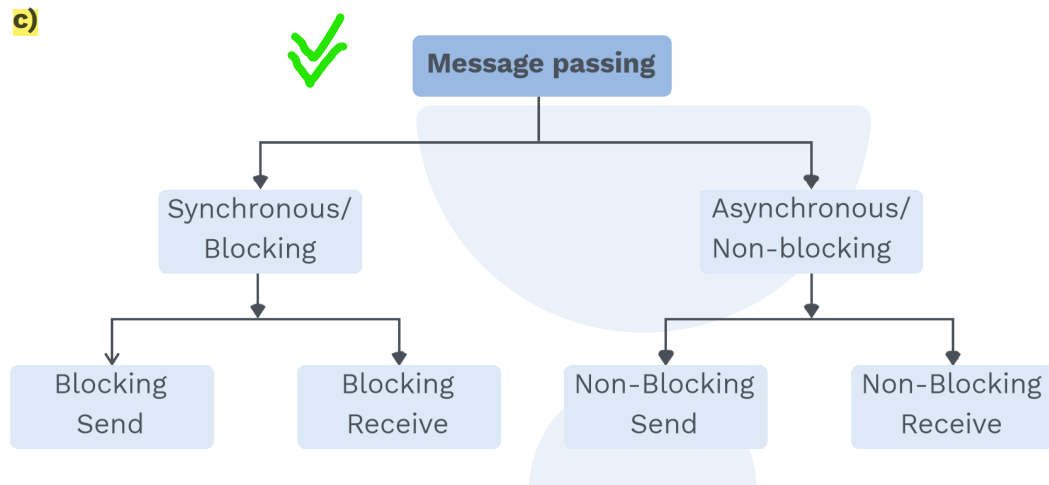 c)
Message passing
Synchronous/
Blocking
Asynchronous/
Non-blocking
Blocking
Send
Blocking
Receive
Non-Blocking
Send
Non-Blocking
Receive